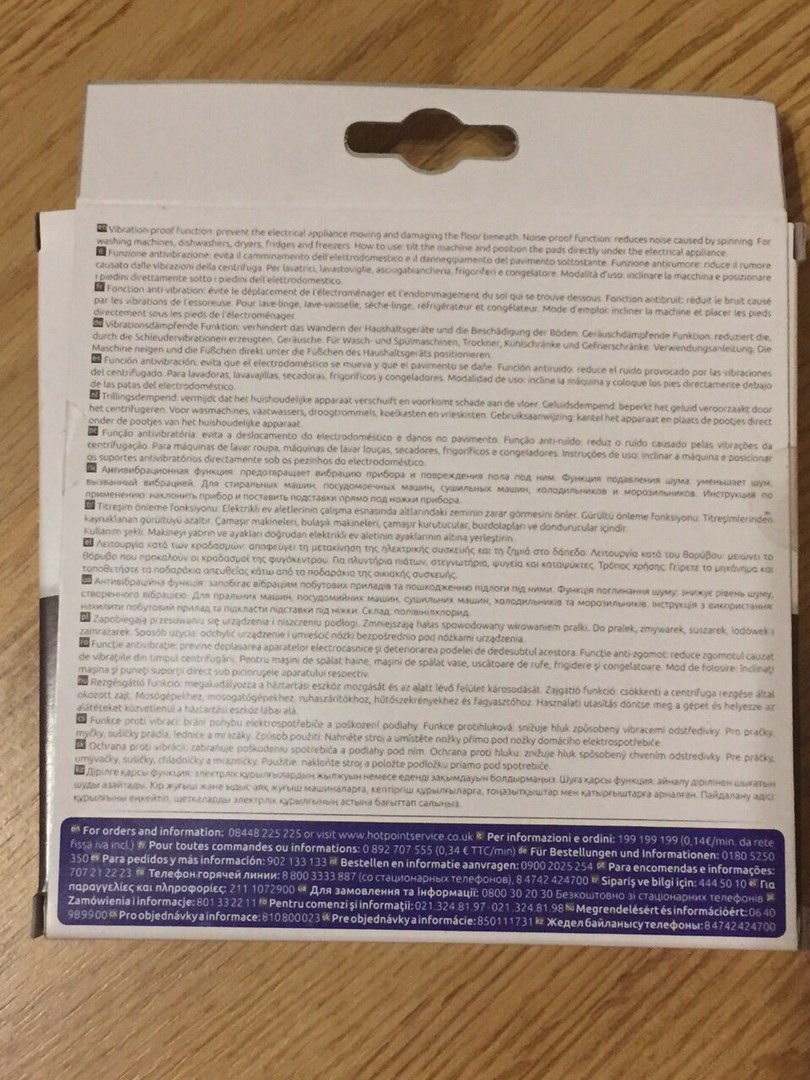 en Vibration-proof function: prevent the electrical appliance moving and damaging the floor beneath. Noise-proof function: reduces noise caused by spinning. For
washing machines, dishwashers, dryers, fridges and freezers. How to use: tilt the machine and position the pads directly under the electrical appliance.
it Funzione antivibrazione: evita il camminamento dell'elettrodomestico e il danneggiamento del pavimento sottostante. Funzione antirumore: riduce il rumore
causato dalle vibrazioni della centrifuga. Per lavatrici, lavastoviglie, asciugabiancheria, frigoriferi e congelatore. Modalità d'uso: inclinare la macchina e posizionare
i piedini direttamente sotto i piedini dell'elettrodomestico.
fr Fonction anti-vibration: évite le déplacement de l'électroménager et l'endommagement du sol qui se trouve dessous. Fonction antibruit: réduit le bruit causé
par les vibrations de l'essoreuse. Pour lave-linge, lave-vaisselle, sèche-linge, réfrigérateur et congélateur. Mode d'emploi: incliner la machine et placer les pieds
directement sous les pieds de l'électroménager.
de Vibrationsdämpfende Funktion: verhindert das Wandern der Haushaltsgeräte und die Beschädigung der Böden. Geräuschdämpfende Funktion: reduziert die,
durch die Schleudervibrationen erzeugten, Geräusche. Für Wasch- und Spülmaschinen, Trockner, Kühlschränke und Gefrierschränke. Verwendungsanleitung: Die
Maschine neigen und die Füßchen direkt unter die Füßchen des Haushaltsgeräts positionieren.
es Función antivibración: evita que el electrodoméstico se mueva y que el pavimento se dañe. Función antiruido: reduce el ruido provocado por las vibraciones
del centrifugado. Para lavadoras, lavavajillas, secadoras, frigoríficos y congeladores. Modalidad de uso: incline la máquina y coloque los pies directamente debajo
de las patas del electrodoméstico.
nl Trillingsdempend: vermijdt dat het huishoudelijke apparaat verschuift en voorkomt schade aan de vloer. Geluidsdempend: beperkt het geluid veroorzaakt door
het centrifugeren. Voor wasmachines, vaatwassers, droogtrommels, koelkasten en vrieskisten. Gebruiksaanwijzing: kantel het apparaat en plaats de pootjes direct
onder de pootjes van het huishoudelijke apparaat.
pt Função antivibratória: evita a deslocamento do electrodoméstico e danos no pavimento. Função anti-ruído: reduz o ruído causado pelas vibrações da
centrifugação. Para máquinas de lavar roupa, máquinas de lavar louças, secadores, frigoríficos e congeladores. Instruções de uso: inclinar a máquina e posicionar
os suportes antivibratórios directamente sob os pezinhos do electrodoméstico.
ru Антивибрационная функция: предотвращает вибрацию прибора и повреждения пола под ним. Функция подавления шума: уменьшает шум,
вызванный вибрацией. Для стиральных машин, посудомоечных машин, сушильных машин, холодильников и морозильников. Инструкция по
применению: наклонить прибор и поставить подставки прямо под ножки прибора.
tr Titreşim önleme fonksiyonu: Elektrikli ev aletlerinin çalışma esnasında altlarındaki zeminin zarar görmesini önler. Gürültü önleme fonksiyonu: Titreşimlerinden
kaynaklanan gürültüyü azaltır. Çamaşır makineleri, bulaşık makineleri, çamaşır kurutucular, buzdolapları ve dondurucular içindir.
Kullanım şekli: Makineyi yatırın ve ayakları doğrudan elektrikli ev aletinin ayaklarının altına yerleştirin.
el Λειτουργία κατά των κραδασμών: αποφεύγει τη μετακίνηση της ηλεκτρικής συσκευής και τη ζημιά στο δάπεδο. Λειτουργία κατά του θορύβου: μειώνει το
θόρυβο που προκαλούν οι κραδασμοί της φυγόκεντρου. Για πλυντήρια πιάτων, στεγνωτήρια, ψυγεία και καταψύκτες. Τρόπος χρήσης: Γείρετε το μηχάνημα και
τοποθετήστε τα ποδαράκια απευθείας κάτω από τα ποδαράκια της οικιακής συσκευής.
ua Антивібраційна функція: запобігає вібраціям побутових приладів та пошкодженню підлоги під ними. Функція поглинання шуму: знижує рівень шуму,
створенного вібрацією. Для пральних машин, посудомийних машин, сушильних машин, холодильників та морозильників. Інструкція з використання:
нахилити побутовий прилад та підкласти підставки під ніжки. Склад: полівінілхлорид.
pl Zapobiegają przesuwaniu się urządzenia i niszczeniu podłogi. Zmniejszają hałas spowodowany wirowaniem pralki. Do pralek, zmywarek, suszarek, lodówek i
zamrażarek. Sposób użycia: odchylić urządzenie i umieścić nóżki bezpośrednio pod nóżkami urządzenia.
ro Funcție antivibrație: previne deplasarea aparatelor electrocasnice și deteriorarea podelei de dedesubtul acestora. Funcție anti-zgomot: reduce zgomotul cauzat
de vibrațiile din timpul centrifugării. Pentru mașini de spălat haine, mașini de spălat vase, uscătoare de rufe, frigidere și congelatoare. Mod de folosire: înclinați
mașina și puneți suporții direct sub picioarele aparatului respectiv.
hu Rezgésgátló funkció: megakadályozza a háztartási eszköz mozgását és az alatt lévő felület károsodását. Zajgátló funkció: csökkenti a centrifuga rezgése által
okozott zajt. Mosógépekhez, mosogatógépekhez, ruhaszárítókhoz, hűtőszekrényekhez és fagyasztóhoz. Használati utasítás döntse meg a gépet és helyezze az
alátéteket közvetlenül a háztartási eszköz lábai alá.
cs Funkce proti vibraci: brání pohybu elektrospotřebiče a poškození podlahy. Funkce protihluková: snižuje hluk způsobený vibracemi odstředivky. Pro pračky,
myčky, sušičky prádla, lednice a mrazáky. Způsob použití: Nahněte stroj a umístěte nožky přímo pod nožky domácího elektrospotřebiče.
sk Ochrana proti vibrácii: zabraňuje poškodeniu spotrebiča a podlahy pod ním. Ochrana proti hluku: znižuje hluk spôsobený chvením odstredivky. Pre práčky,
umývačky, sušičky, chladničky a mrazničky. Použitie: nakloňte stroj a položte podložku priamo pod spotrebič.
kz Дірілге қарсы функция: электрлік құрылғылардың жылжуын немесе еденді зақымдауын болдырмаңыз. Шуға қарсы функция: айналу дірілінен шығатын
шуды азайтады. Кір жуғыш және ыдыс-аяқ жуғыш машиналарға, кептіргіш құрылғыларға, тоңазытқыштар мен қатырғыштарға арналған. Пайдалану әдісі:
құрылғыны еңкейтіп, щеткаларды электрлік құрылғының астына бағыттап салыңыз.
en For orders and information: 08448 225 225 or visit www.hotpointservice.co.uk it Per informazioni e ordini: 199 199 199 (0,14€/min. da rete
fissa iva incl.) fr Pour toutes commandes ou informations: 0 892 707 555 (0,34 € TTC/min) de Für Bestellungen und Informationen: 0180 5250
350 es Para pedidos y más información: 902 133 133 nl Bestellen en informatie aanvragen: 0900 2025 254 pt Para encomendas e informações:
707 21 22 23 ru Телефон горячей линии: 8 800 3333 887 (со стационарных телефонов), 8 4742 424700 tr Sipariş ve bilgi için: 444 50 10 el Για
παραγγελίες και πληροφορίες: 211 1072900 ua Для замовлення та інформації: 0800 30 20 30 Безкоштовно зі стаціонарних телефонів pl
Zamówienia i informacje: 801 33 22 11 ro Pentru comenzi și informații: 021.324.81.97 - 021.324.81.98 hu Megrendelésért és információért: 06 40
989900 cs Pro objednávky a informace: 810 800 023 sk Pre objednávky a informácie: 850111731 kz Жедел байланысу телефоны: 8 4742 424700